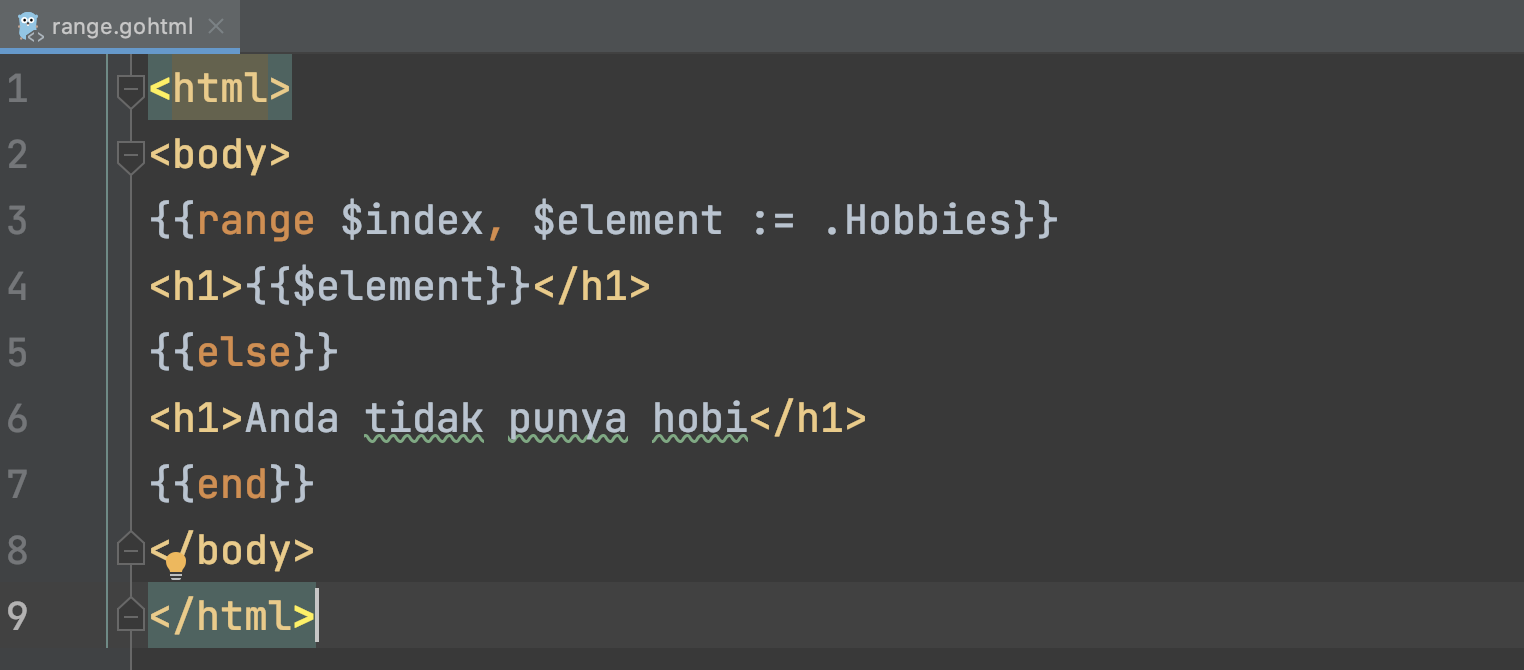 range.gohtml
1 <html>
2 <body>
3 {{range $index, $element := .Hobbies}}
4 <h1>{{$element}}</h1>
5 {{else}}
6 <h1>Anda tidak punya hobi</h1>
7 {{end}}
8 </body>
9 </html>